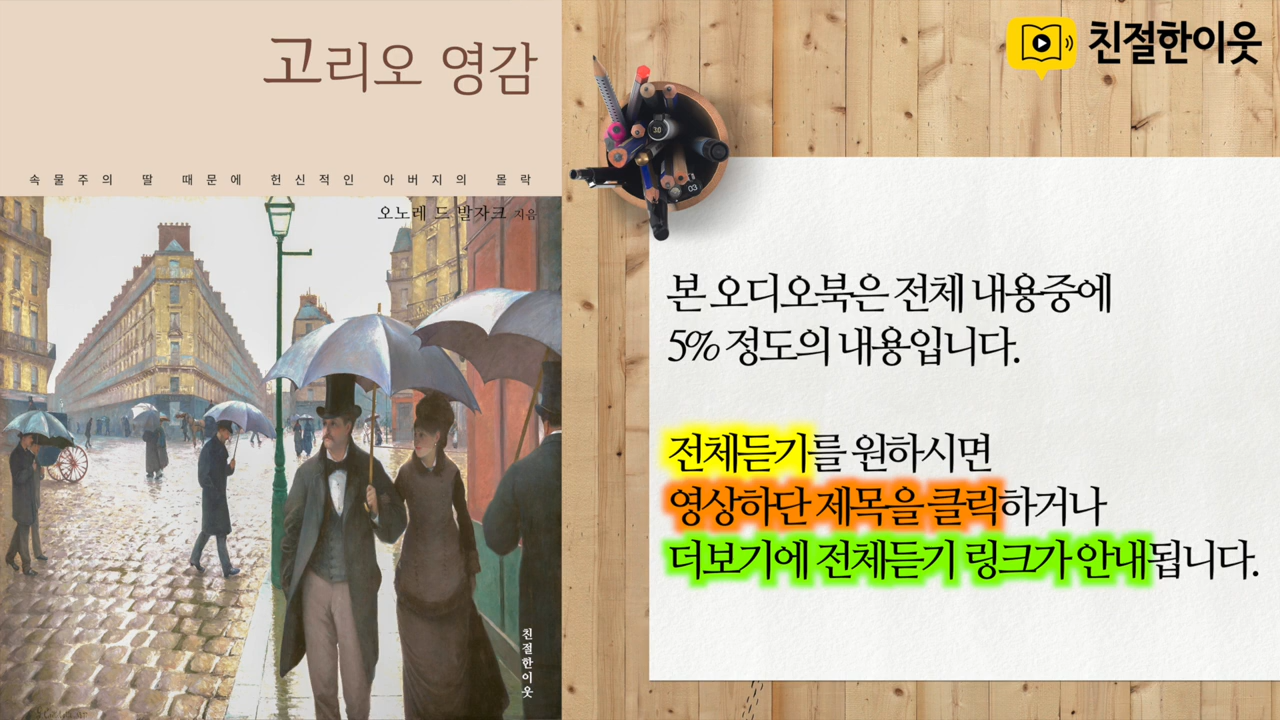 고리오 영감
속물주의 딸 때문에 헌신적인 아버지의 몰락
오노레 드 발자크 지음
친절한이웃
친절한이웃
본 오디오북은 전체 내용중에
5% 정도의 내용입니다.
전체듣기를 원하시면
영상하단 제목을 클릭하거나
더보기에 전체듣기 링크가 안내됩니다.